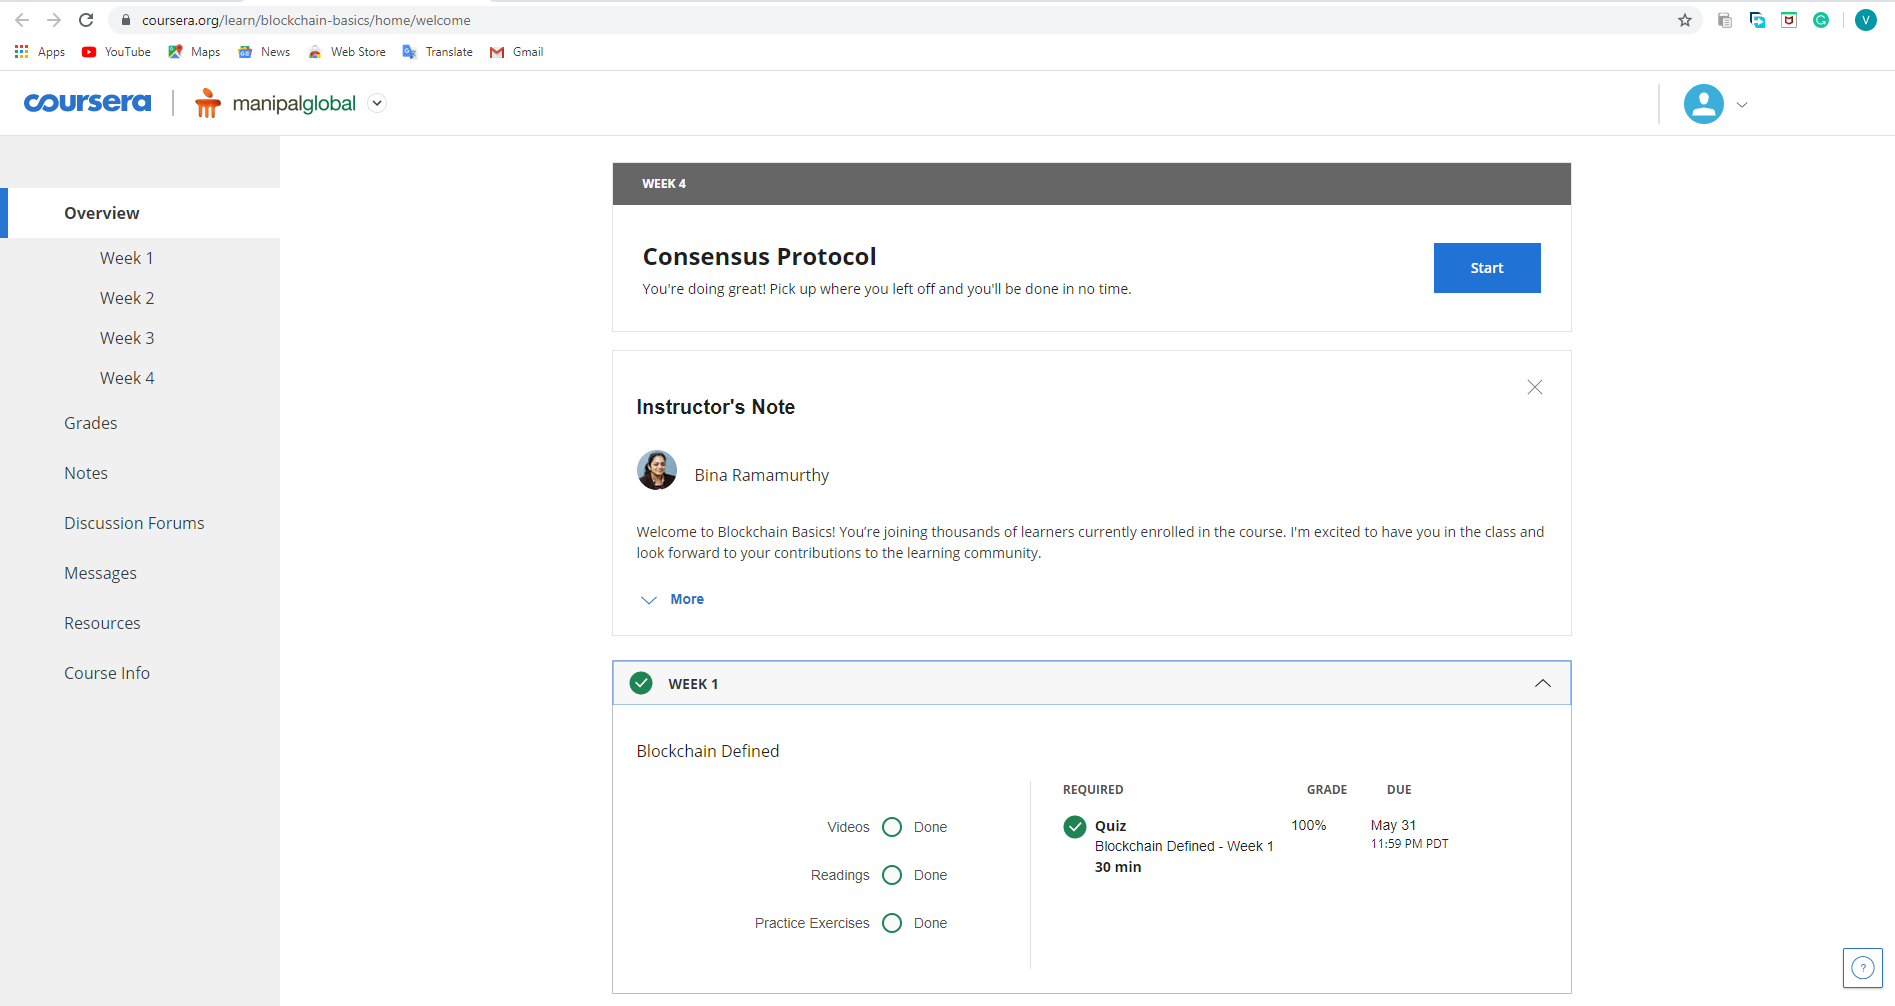 coursera.org/learn/blockchain-basics/home/welcome
V
Apps YouTube Maps News Web Store Translate Gmail
coursera manipalglobal
Overview
Week 1
Week 2
Week 3
Week 4
Grades
Notes
Discussion Forums
Messages
Resources
Course Info
WEEK 4
Consensus Protocol
You're doing great! Pick up where you left off and you'll be done in no time.
Start
Instructor's Note
Bina Ramamurthy
Welcome to Blockchain Basics! You’re joining thousands of learners currently enrolled in the course. I'm excited to have you in the class and
look forward to your contributions to the learning community.
More
WEEK 1
Blockchain Defined
Videos Done
Readings Done
Practice Exercises Done
REQUIRED GRADE DUE
Quiz 100% May 31
Blockchain Defined - Week 1 11:59 PM PDT
30 min
?